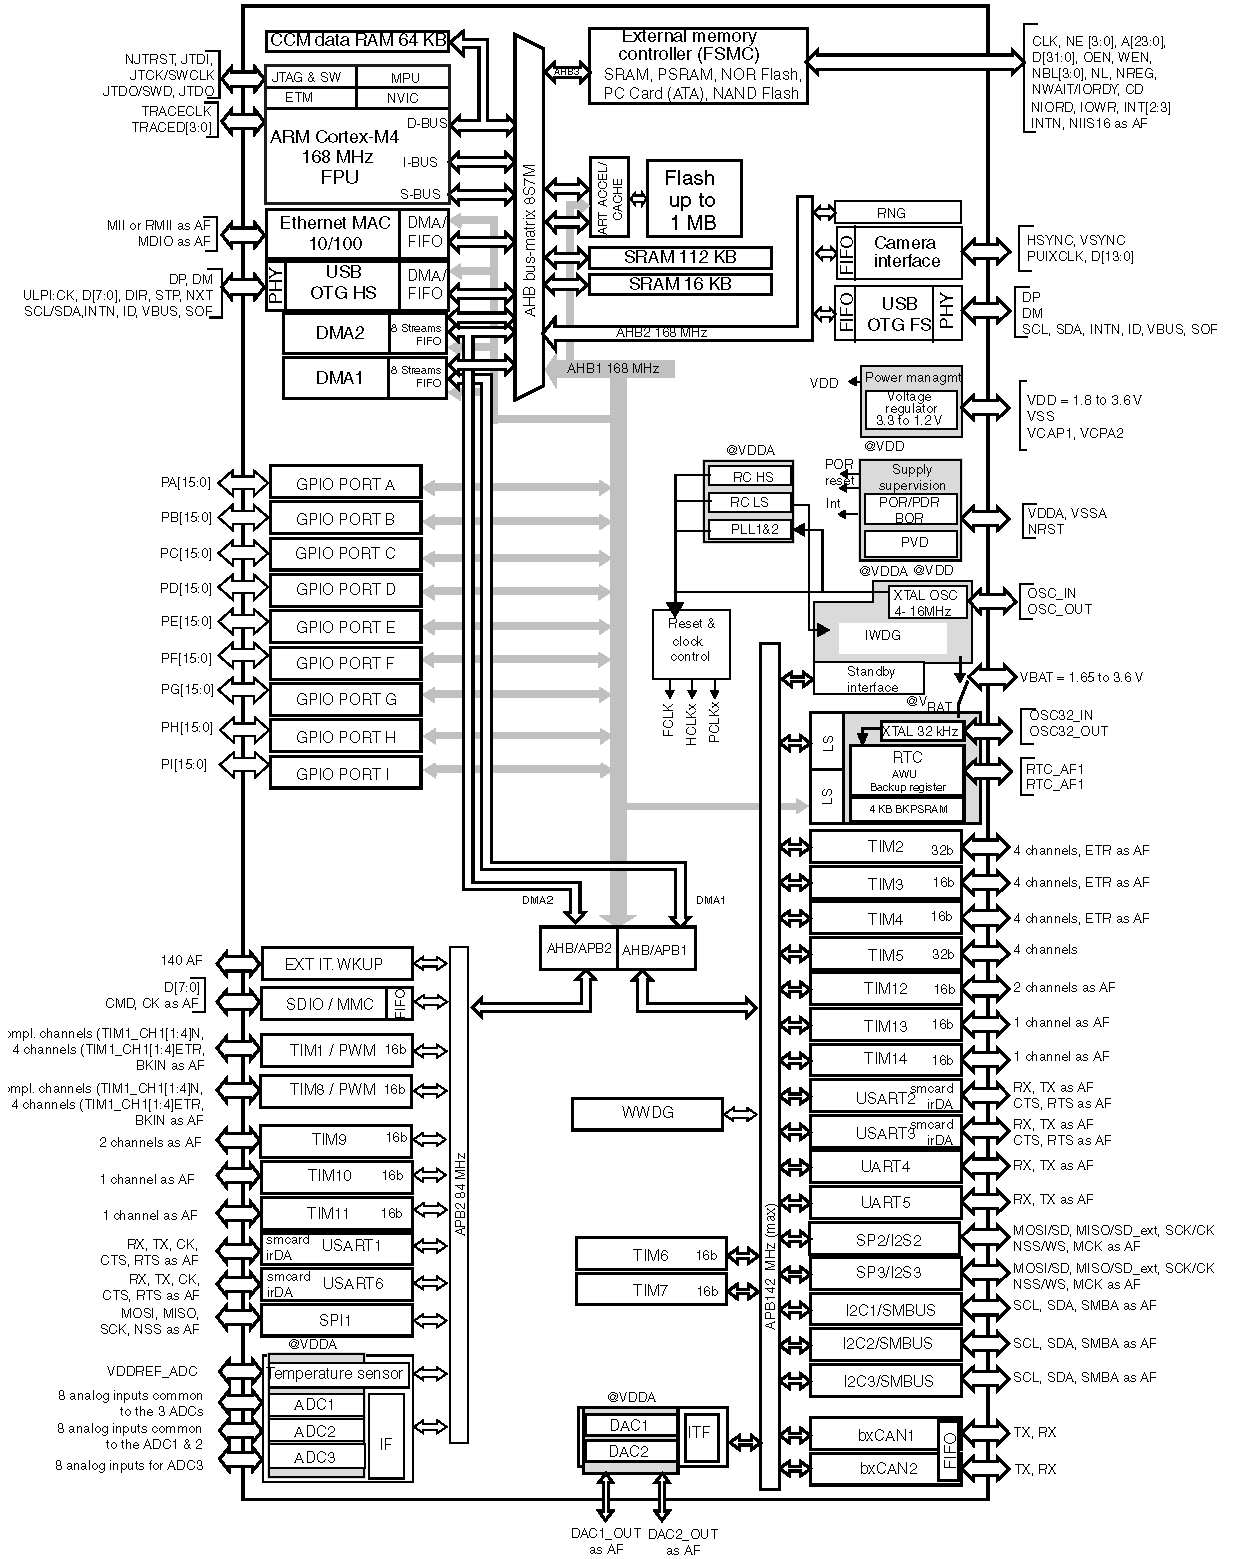 CCM data RAM 64 KB
External memory
controller (FSMC)
SRAM, PSRAM, NOR Flash,
PC Card (ATA), NAND Flash
AHB3
CLK, NE [3:0], A[23:0],
D[31:0], OEN, WEN,
NBL[3:0], NL, NREG,
NWAIT/IORDY, CD
NIORD, IOWR, INT[2:3]
INTN, NIIS16 as AF
NJTRST, JTDI,
JTCK/SWCLK
JTDO/SWD, JTDO
TRACECLK
TRACED[3:0]
JTAG & SW
MPU
ETM
NVIC
D-BUS
ARM Cortex-M4
168 MHz
FPU
I-BUS
S-BUS
AHB bus-matrix 8S7M
ART ACCEL/
CACHE
Flash
up to
1 MB
SRAM 112 KB
SRAM 16 KB
AHB2 168 MHz
AHB1 168 MHz
MII or RMII as AF
MDIO as AF
Ethernet MAC
10/100
DMA/
FIFO
DP, DM
ULPI:CK, D[7:0], DIR, STP, NXT
SCL/SDA,INTN, ID, VBUS, SOF
PHY
USB
OTG HS
DMA/
FIFO
DMA2
8 Streams
FIFO
DMA1
8 Streams
FIFO
RNG
FIFO
Camera
interface
HSYNC, VSYNC
PUIXCLK, D[13:0]
FIFO
USB
OTG FS
PHY
DP
DM
SCL, SDA, INTN, ID, VBUS, SOF
VDD
Power managmt
Voltage
regulator
3.3 to 1.2 V
VDD = 1.8 to 3.6 V
VSS
VCAP1, VCPA2
@VDD
@VDDA
RC HS
RC LS
PLL1&2
POR
reset
Int
Supply
supervision
POR/PDR
BOR
PVD
VDDA, VSSA
NRST
@VDDA @VDD
XTAL OSC
4- 16MHz
OSC_IN
OSC_OUT
IWDG
Reset &
clock
control
FCLK
HCLKx
PCLKx
Standby
interface
VBAT = 1.65 to 3.6 V
@VBAT
LS
LS
XTAL 32 kHz
RTC
AWU
Backup register
4 KB BKPSRAM
OSC32_IN
OSC32_OUT
RTC_AF1
RTC_AF1
PA[15:0]
GPIO PORT A
PB[15:0]
GPIO PORT B
PC[15:0]
GPIO PORT C
PD[15:0]
GPIO PORT D
PE[15:0]
GPIO PORT E
PF[15:0]
GPIO PORT F
PG[15:0]
GPIO PORT G
PH[15:0]
GPIO PORT H
PI[15:0]
GPIO PORT I
DMA2
DMA1
AHB/APB2
AHB/APB1
140 AF
EXT IT. WKUP
D[7:0]
CMD, CK as AF
SDIO / MMC
FIFO
ompl. channels (TIM1_CH1[1:4]N,
4 channels (TIM1_CH1[1:4]ETR,
BKIN as AF
TIM1 / PWM 16b
ompl. channels (TIM1_CH1[1:4]N,
4 channels (TIM1_CH1[1:4]ETR,
BKIN as AF
TIM8 / PWM 16b
2 channels as AF
TIM9 16b
1 channel as AF
TIM10 16b
1 channel as AF
TIM11 16b
RX, TX, CK,
CTS, RTS as AF
smcard
irDA
USART1
RX, TX, CK,
CTS, RTS as AF
smcard
irDA
USART6
MOSI, MISO,
SCK, NSS as AF
SPI1
@VDDA
VDDREF_ADC
Temperature sensor
8 analog inputs common
to the 3 ADCs
ADC1
8 analog inputs common
to the ADC1 & 2
ADC2
8 analog inputs for ADC3
ADC3
IF
APB2 84 MHz
WWDG
TIM6 16b
TIM7 16b
@VDDA
DAC1
DAC2
ITF
DAC1_OUT
as AF
DAC2_OUT
as AF
APB142 MHz (max)
TIM2 32b
4 channels, ETR as AF
TIM3 16b
4 channels, ETR as AF
TIM4 16b
4 channels, ETR as AF
TIM5 32b
4 channels
TIM12 16b
2 channels as AF
TIM13 16b
1 channel as AF
TIM14 16b
1 channel as AF
USART2
smcard
irDA
RX, TX as AF
CTS, RTS as AF
USART3
smcard
irDA
RX, TX as AF
CTS, RTS as AF
UART4
RX, TX as AF
UART5
RX, TX as AF
SP2/I2S2
MOSI/SD, MISO/SD_ext, SCK/CK
NSS/WS, MCK as AF
SP3/I2S3
MOSI/SD, MISO/SD_ext, SCK/CK
NSS/WS, MCK as AF
I2C1/SMBUS
SCL, SDA, SMBA as AF
I2C2/SMBUS
SCL, SDA, SMBA as AF
I2C3/SMBUS
SCL, SDA, SMBA as AF
bxCAN1
TX, RX
bxCAN2
FIFO
TX, RX